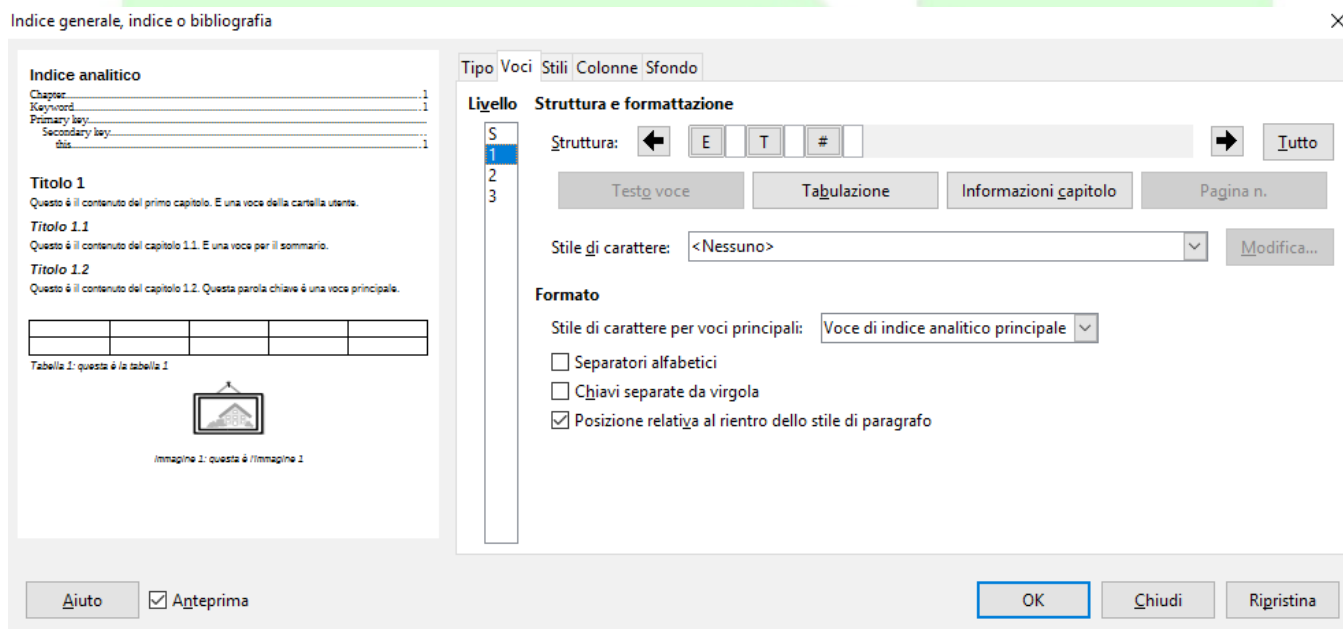 Indice generale, indice o bibliografia
Indice analitico
Chapter 1
Keyword 1
Primary key
Secondary key
this 1
Titolo 1
Questo è il contenuto del primo capitolo. E una voce della cartella utente.
Titolo 1.1
Questo è il contenuto del capitolo 1.1. E una voce per il sommario.
Titolo 1.2
Questo è il contenuto del capitolo 1.2. Questa parola chiave è una voce principale.
Tabella 1: questa è la tabella 1
Immagine 1: questa è l'immagine 1
Tipo Voci Stili Colonne Sfondo
Livello
S
1
2
3
Struttura e formattazione
Struttura: E T # Tutto
Testo voce Tabulazione Informazioni capitolo Pagina n.
Stile di carattere: <Nessuno> Modifica...
Formato
Stile di carattere per voci principali: Voce di indice analitico principale
Separatori alfabetici
Chiavi separate da virgola
Posizione relativa al rientro dello stile di paragrafo
Aiuto Anteprima OK Chiudi Ripristina